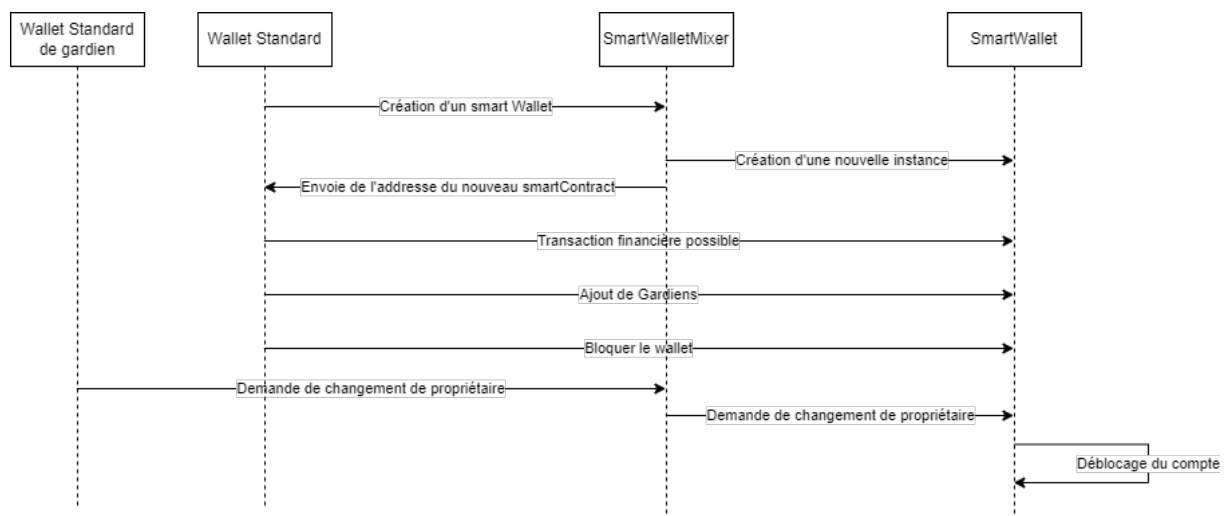 Wallet Standard
de gardien
Wallet Standard
SmartWalletMixer
SmartWallet
Création d'un smart Wallet
Création d'une nouvelle instance
Envoie de l'addresse du nouveau smartContract
Transaction financière possible
Ajout de Gardiens
Bloquer le wallet
Demande de changement de propriétaire
Demande de changement de propriétaire
Déblocage du compte